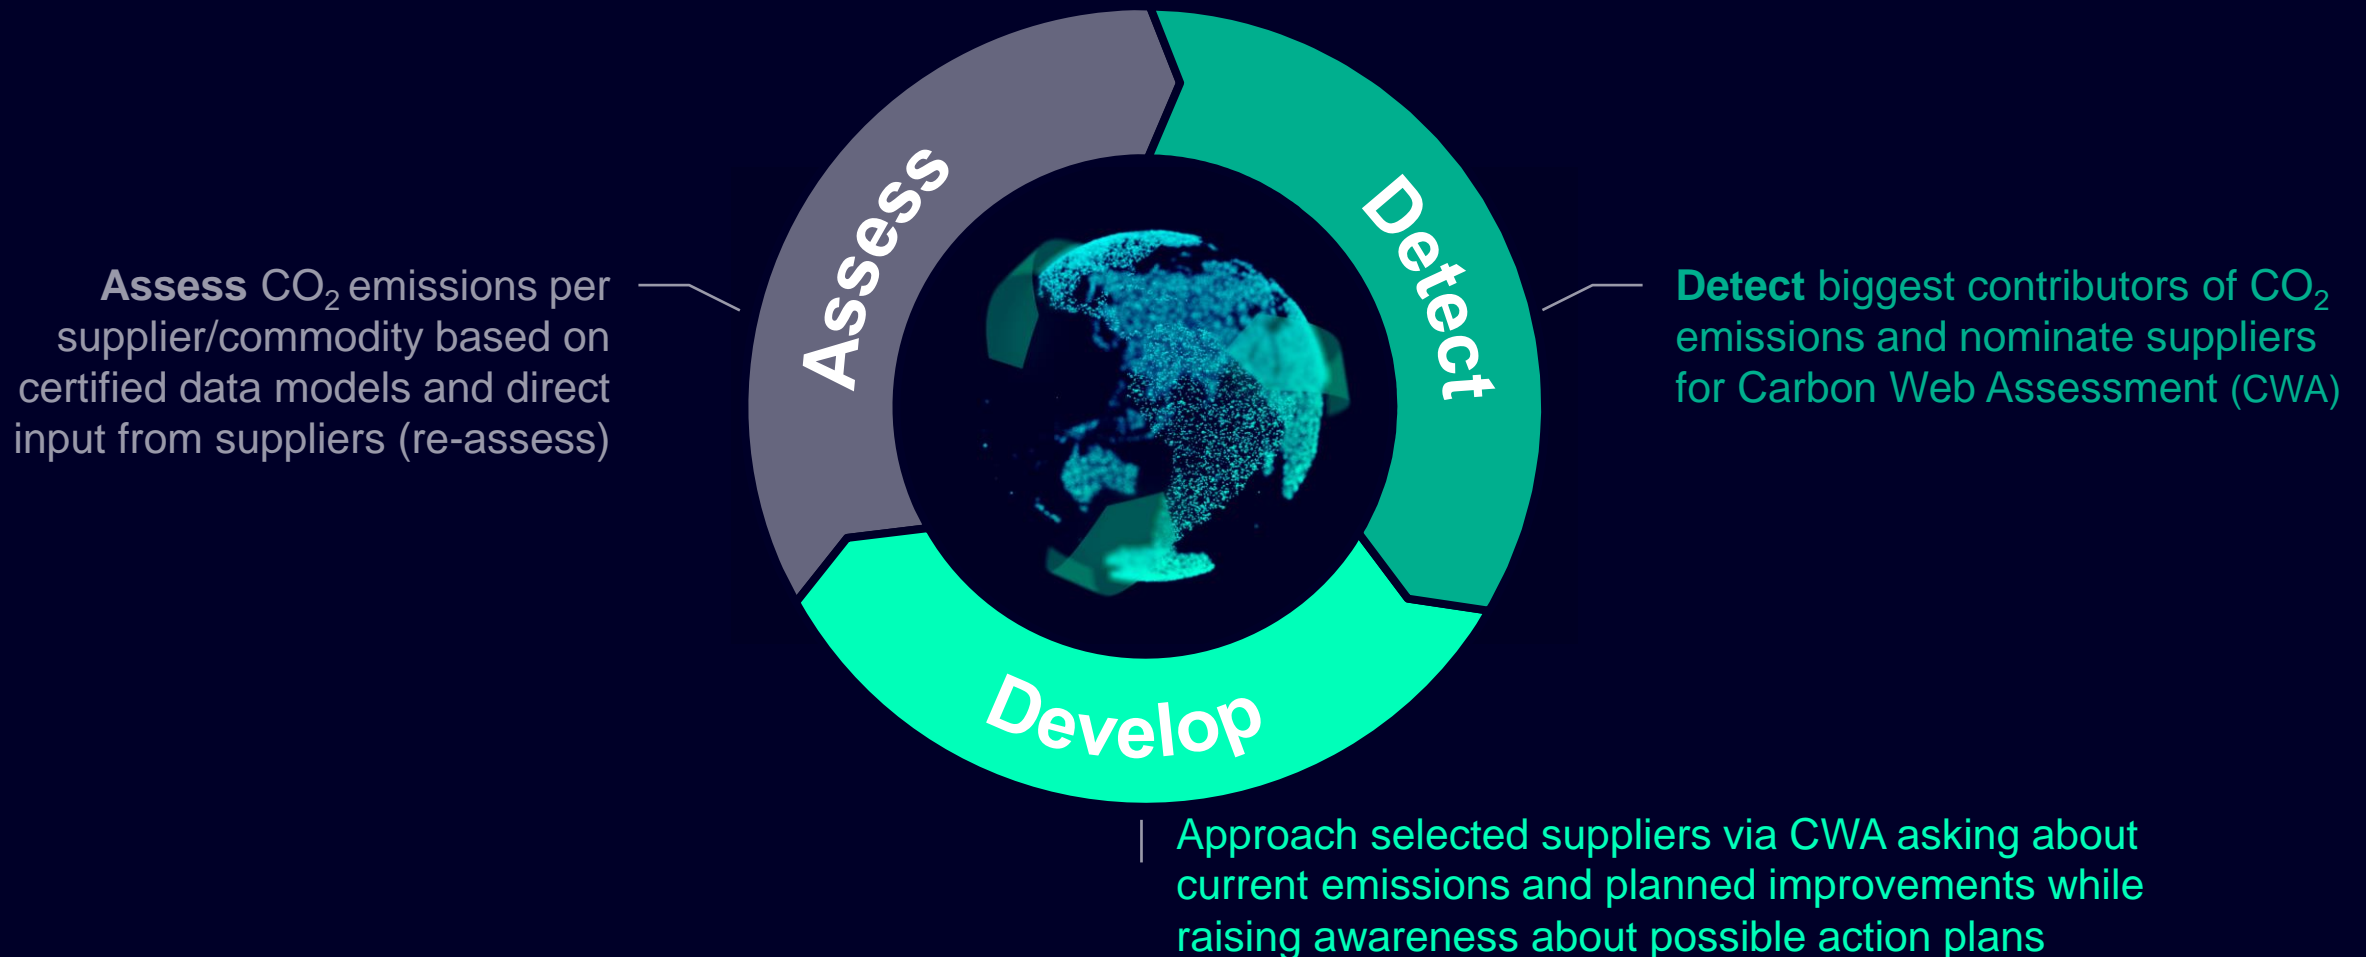 Assess
Detect
Develop
Assess CO₂ emissions per
supplier/commodity based on
certified data models and direct
input from suppliers (re-assess)
Detect biggest contributors of CO₂
emissions and nominate suppliers
for Carbon Web Assessment (CWA)
Approach selected suppliers via CWA asking about
current emissions and planned improvements while
raising awareness about possible action plans